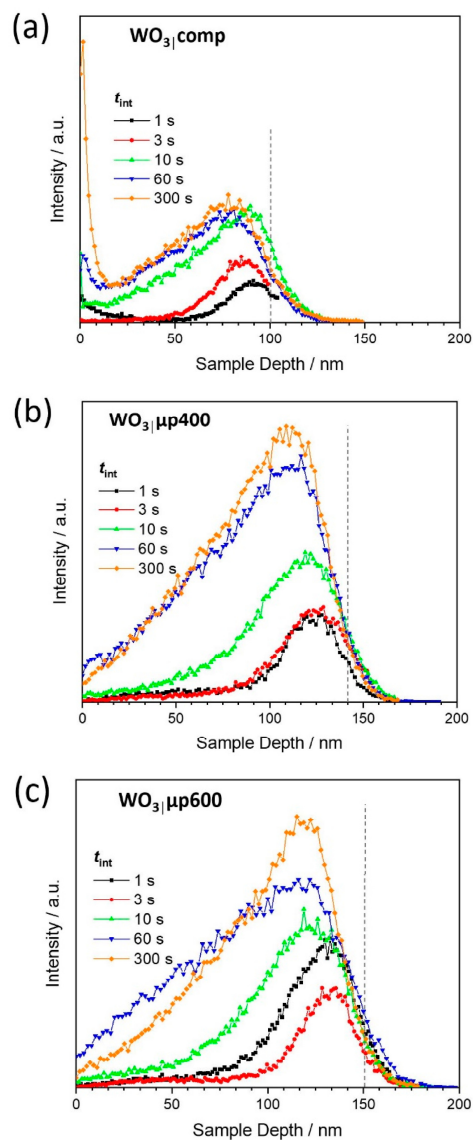 (a)
WO3|comp
tint
1 s
3 s
10 s
60 s
300 s
Intensity / a.u.
0 50 100 150 200
Sample Depth / nm
(b)
WO3|μp400
tint
1 s
3 s
10 s
60 s
300 s
Intensity / a.u.
0 50 100 150 200
Sample Depth / nm
(c)
WO3|μp600
tint
1 s
3 s
10 s
60 s
300 s
Intensity / a.u.
0 50 100 150 200
Sample Depth / nm